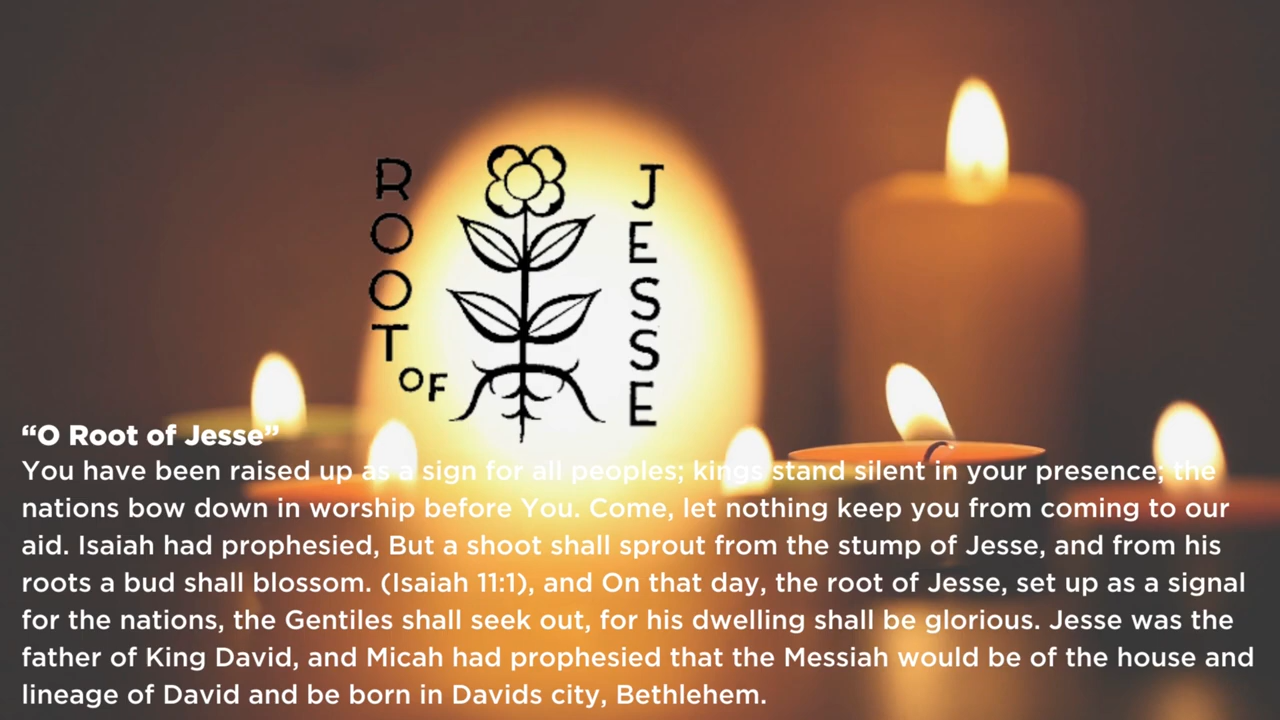 ROOT OF JESSE
“O Root of Jesse”
You have been raised up as a sign for all peoples; kings stand silent in your presence; the
nations bow down in worship before You. Come, let nothing keep you from coming to our
aid. Isaiah had prophesied, But a shoot shall sprout from the stump of Jesse, and from his
roots a bud shall blossom. (Isaiah 11:1), and On that day, the root of Jesse, set up as a signal
for the nations, the Gentiles shall seek out, for his dwelling shall be glorious. Jesse was the
father of King David, and Micah had prophesied that the Messiah would be of the house and
lineage of David and be born in Davids city, Bethlehem.